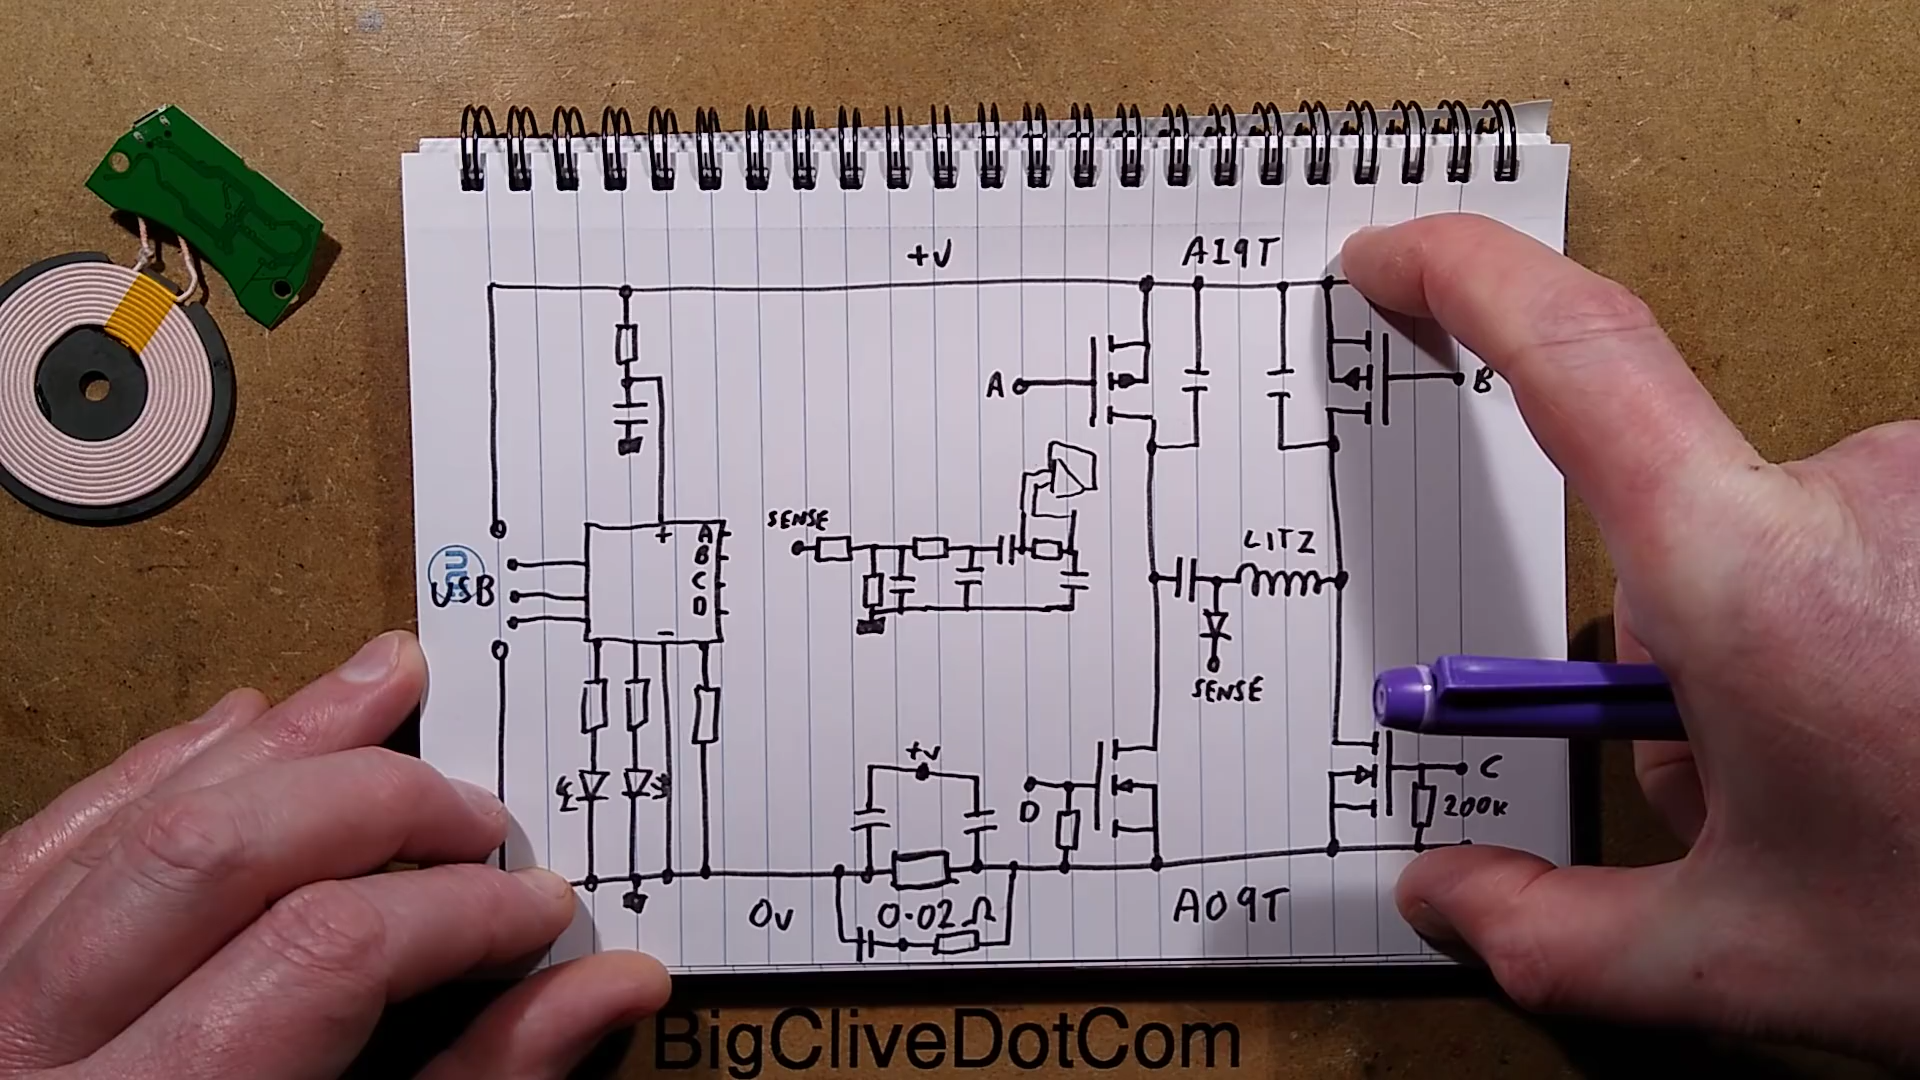 +V
A19T
A
B
SENSE
+
A
B
C
D
-
USB
LITZ
SENSE
+V
D
C
200K
0V
0.02Ω
A09T
BigCliveDotCom